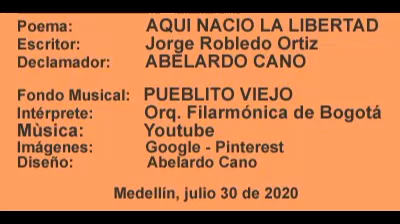 Poema: AQUI NACIO LA LIBERTAD
Escritor: Jorge Robledo Ortiz
Declamador: ABELARDO CANO
Fondo Musical: PUEBLITO VIEJO
Intérprete: Orq. Filarmónica de Bogotá
Mùsica: Youtube
Imágenes: Google - Pinterest
Diseño: Abelardo Cano
Medellín, julio 30 de 2020